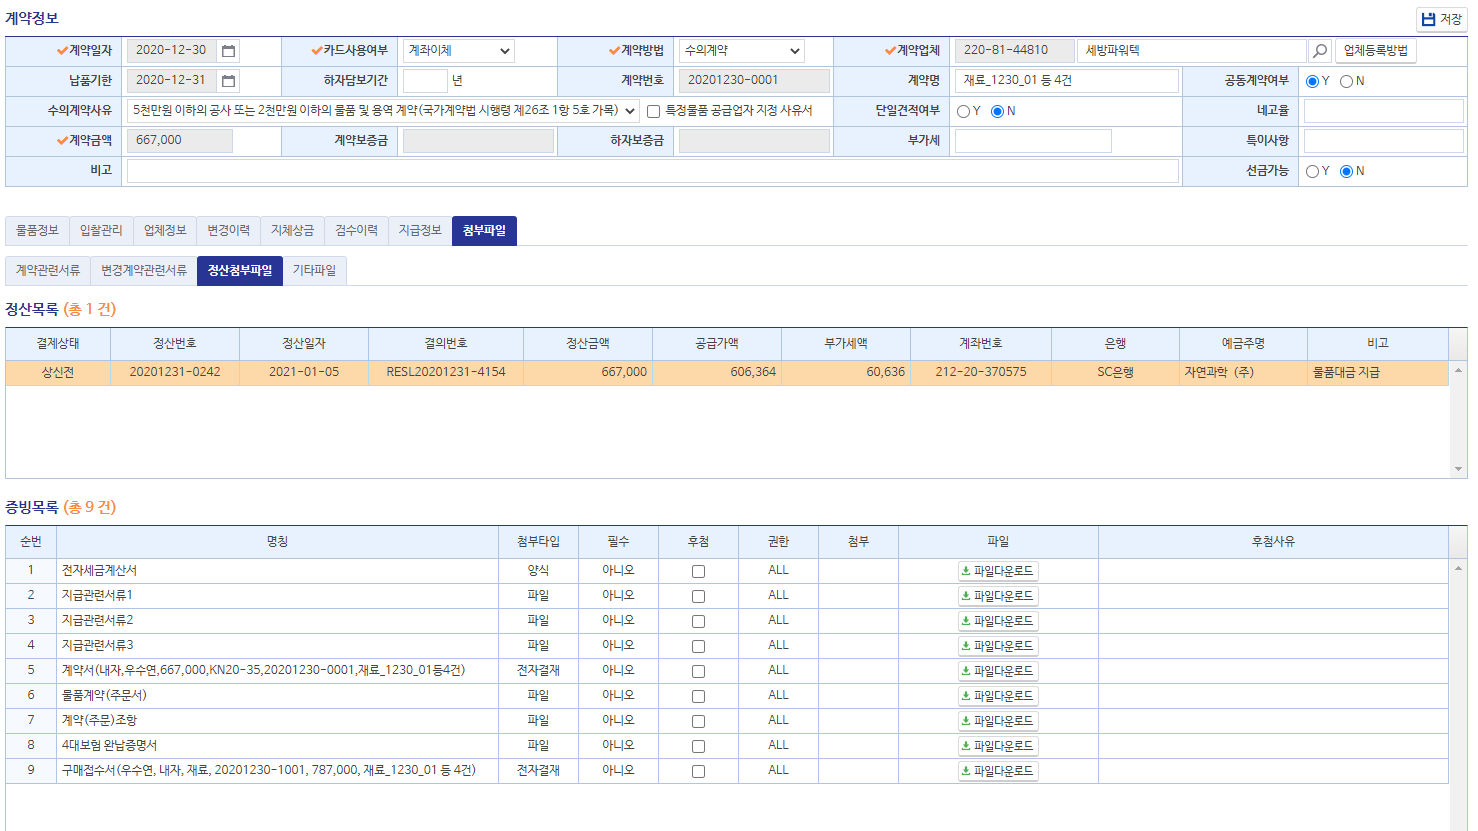 계약정보
저장
계약일자 2020-12-30 카드사용여부 계좌이체 계약방법 수의계약 계약업체 220-81-44810 세방파워텍 업체등록방법
납품기한 2020-12-31 하자담보기간 년 계약번호 20201230-0001 계약명 재료_1230_01 등 4건 공동계약여부 Y N
수의계약사유 5천만원 이하의 공사 또는 2천만원 이하의 물품 및 용역 계약(국가계약법 시행령 제26조 1항 5호 가목) 특정물품 공급업자 지정 사유서 단일견적여부 Y N 네고율
계약금액 667,000 계약보증금 하자보증금 부가세 특이사항
비고 선금가능 Y N
물품정보 입찰관리 업체정보 변경이력 지체상금 검수이력 지급정보 첨부파일
계약관련서류 변경계약관련서류 정산첨부파일 기타파일
정산목록 (총 1 건)
결제상태 정산번호 정산일자 결의번호 정산금액 공급가액 부가세액 계좌번호 은행 예금주명 비고
상신전 20201231-0242 2021-01-05 RESL20201231-4154 667,000 606,364 60,636 212-20-370575 SC은행 자연과학 (주) 물품대금 지급
증빙목록 (총 9 건)
순번 명칭 첨부타입 필수 후첨 권한 첨부 파일 후첨사유
1 전자세금계산서 양식 아니오 ALL 파일다운로드
2 지급관련서류1 파일 아니오 ALL 파일다운로드
3 지급관련서류2 파일 아니오 ALL 파일다운로드
4 지급관련서류3 파일 아니오 ALL 파일다운로드
5 계약서(내자,우수연,667,000,KN20-35,20201230-0001,재료_1230_01등4건) 전자결재 아니오 ALL 파일다운로드
6 물품계약(주문서) 파일 아니오 ALL 파일다운로드
7 계약(주문)조항 파일 아니오 ALL 파일다운로드
8 4대보험 완납증명서 파일 아니오 ALL 파일다운로드
9 구매접수서(우수연, 내자, 재료, 20201230-1001, 787,000, 재료_1230_01 등 4건) 전자결재 아니오 ALL 파일다운로드